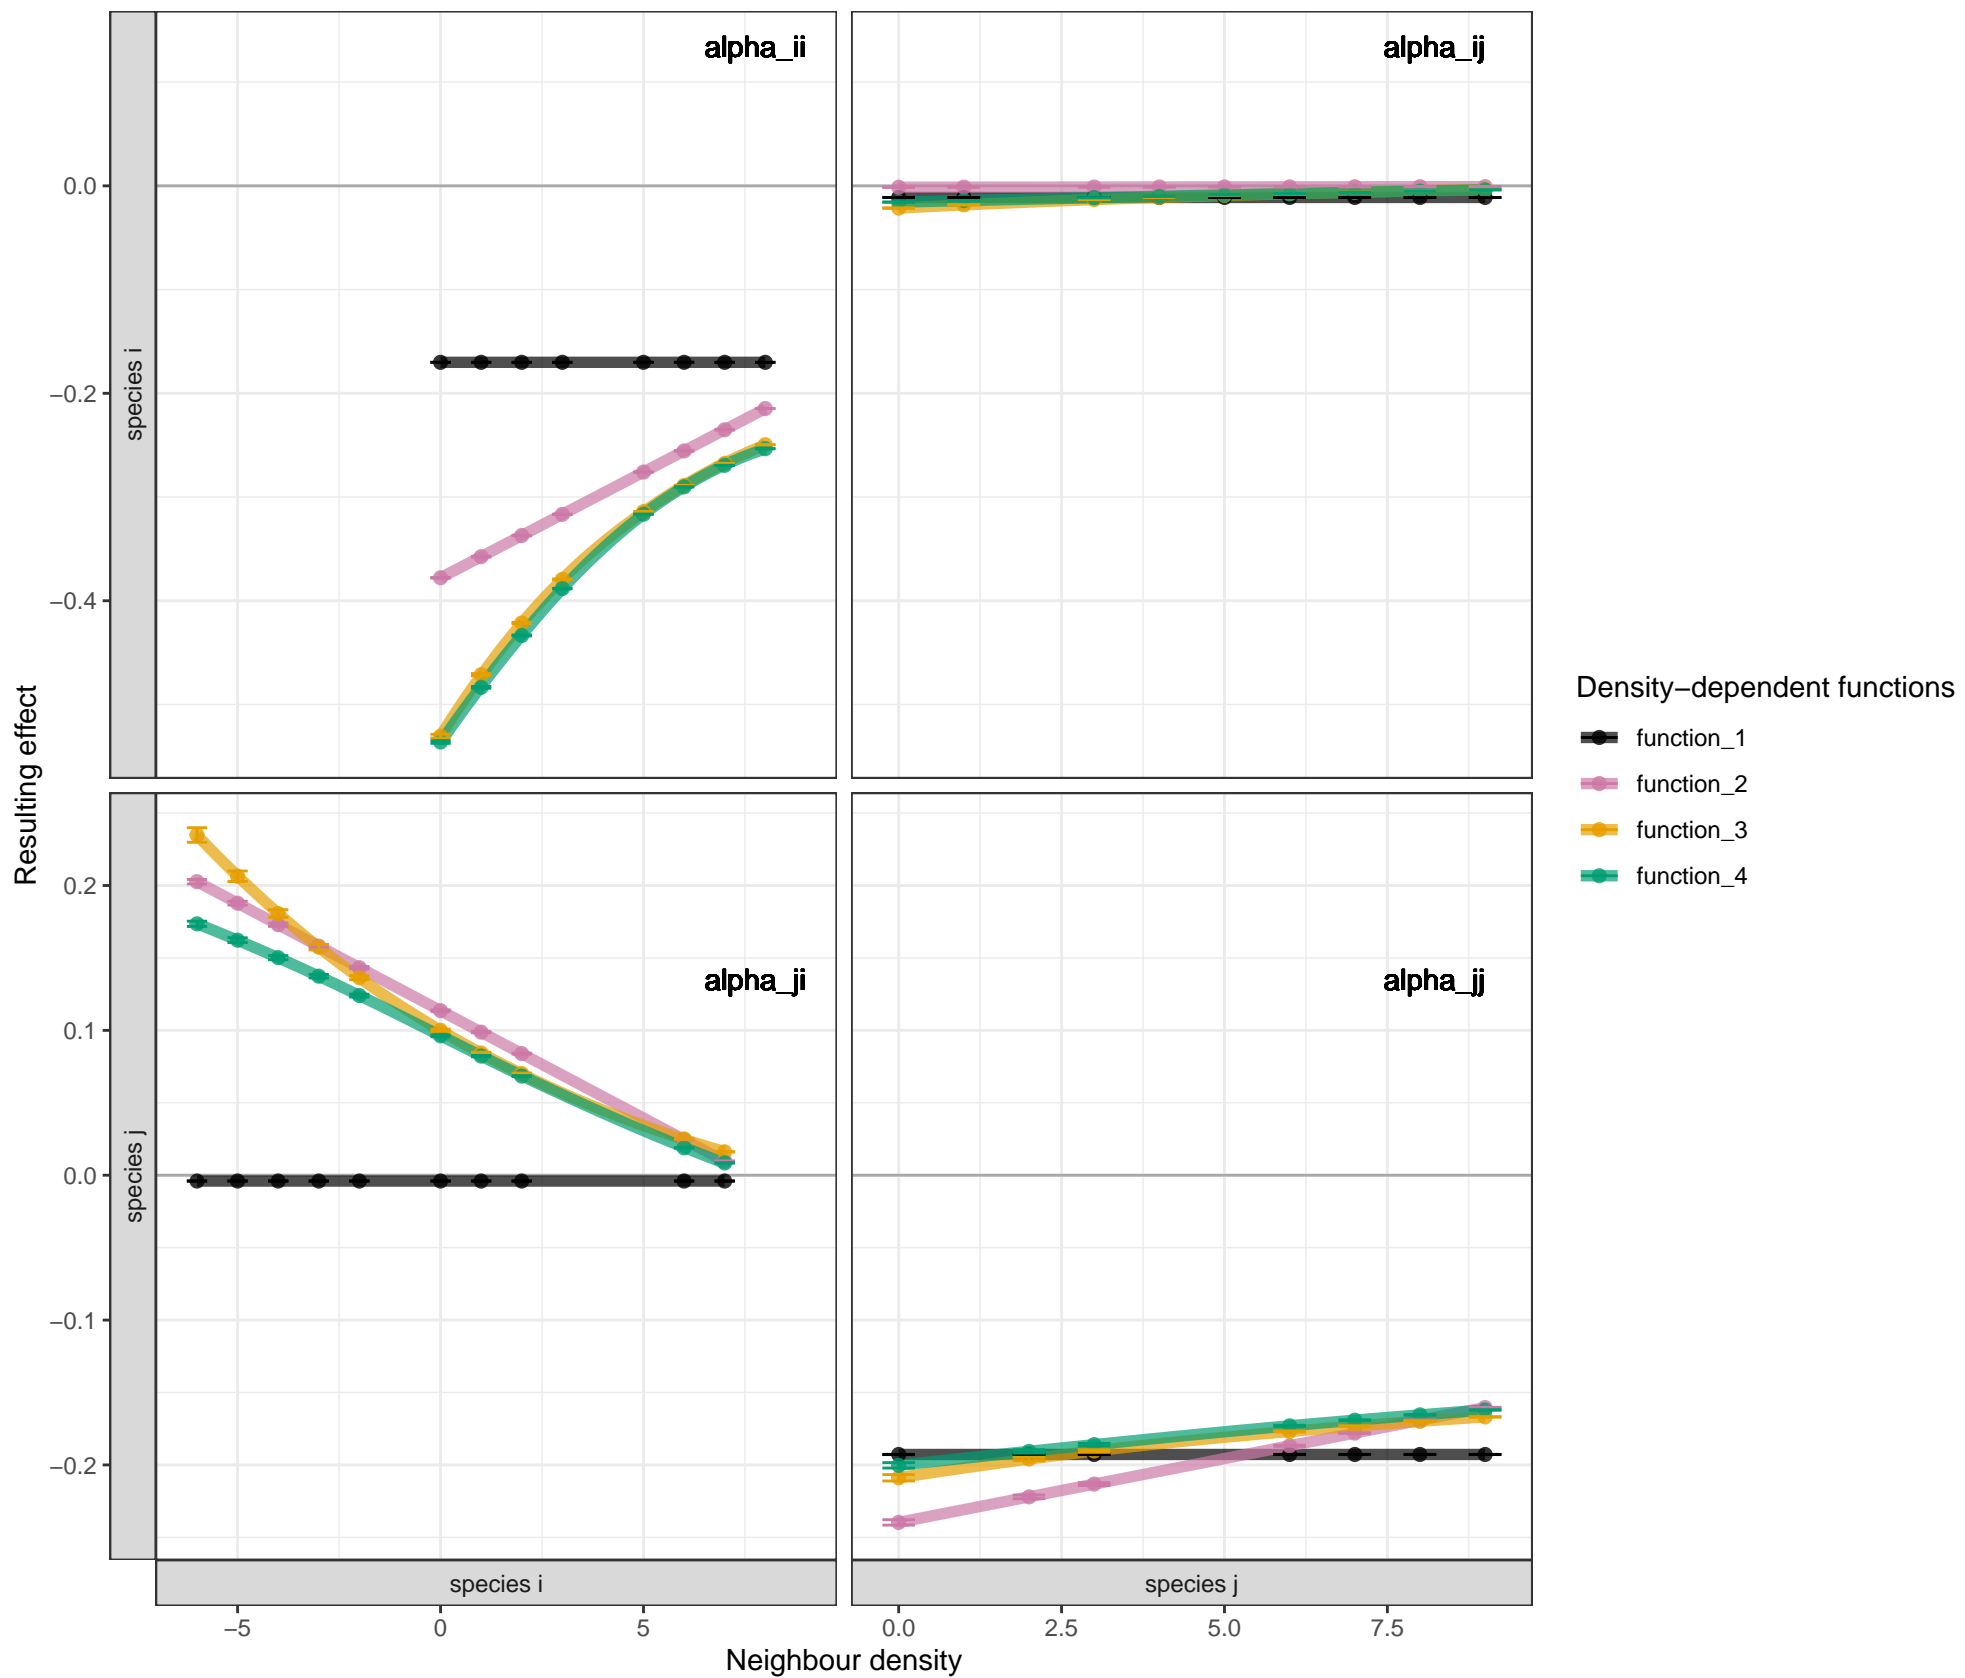 alpha_ii
alpha_ij
0.0
−0.2
−0.4
species i
Resulting effect
Density−dependent functions
function_1
function_2
function_3
function_4
alpha_ji
alpha_jj
0.2
0.1
0.0
−0.1
−0.2
species j
species i
species j
−5
0
5
0.0
2.5
5.0
7.5
Neighbour density